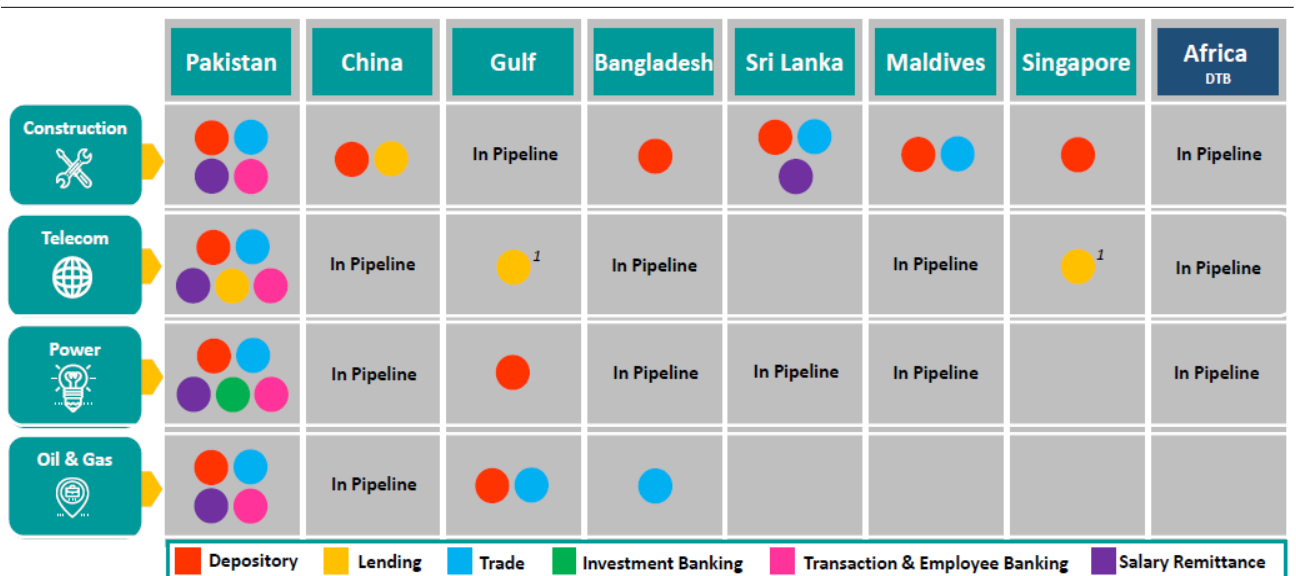 Pakistan China Gulf Bangladesh Sri Lanka Maldives Singapore Africa
DTB
Construction
In Pipeline In Pipeline
Telecom
In Pipeline 1 In Pipeline In Pipeline 1 In Pipeline
Power
In Pipeline In Pipeline In Pipeline In Pipeline In Pipeline
Oil & Gas
In Pipeline
Depository Lending Trade Investment Banking Transaction & Employee Banking Salary Remittance